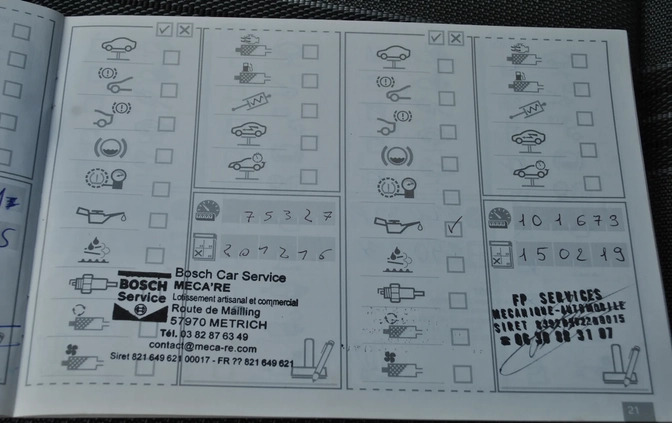 75327
201216
BOSCH
Service
Bosch Car Service
MECA'RE
Lotissement artisanal et commercial
Route de Mailling
57970 METRICH
Tél. 03 82 87 63 49
contact@meca-re.com
Siret 821 649 621 00017 - FR ?? 821 649 621
101673
150219
FP SERVICES
MECANIQUE-AUTOMOBILE
SIRET
21